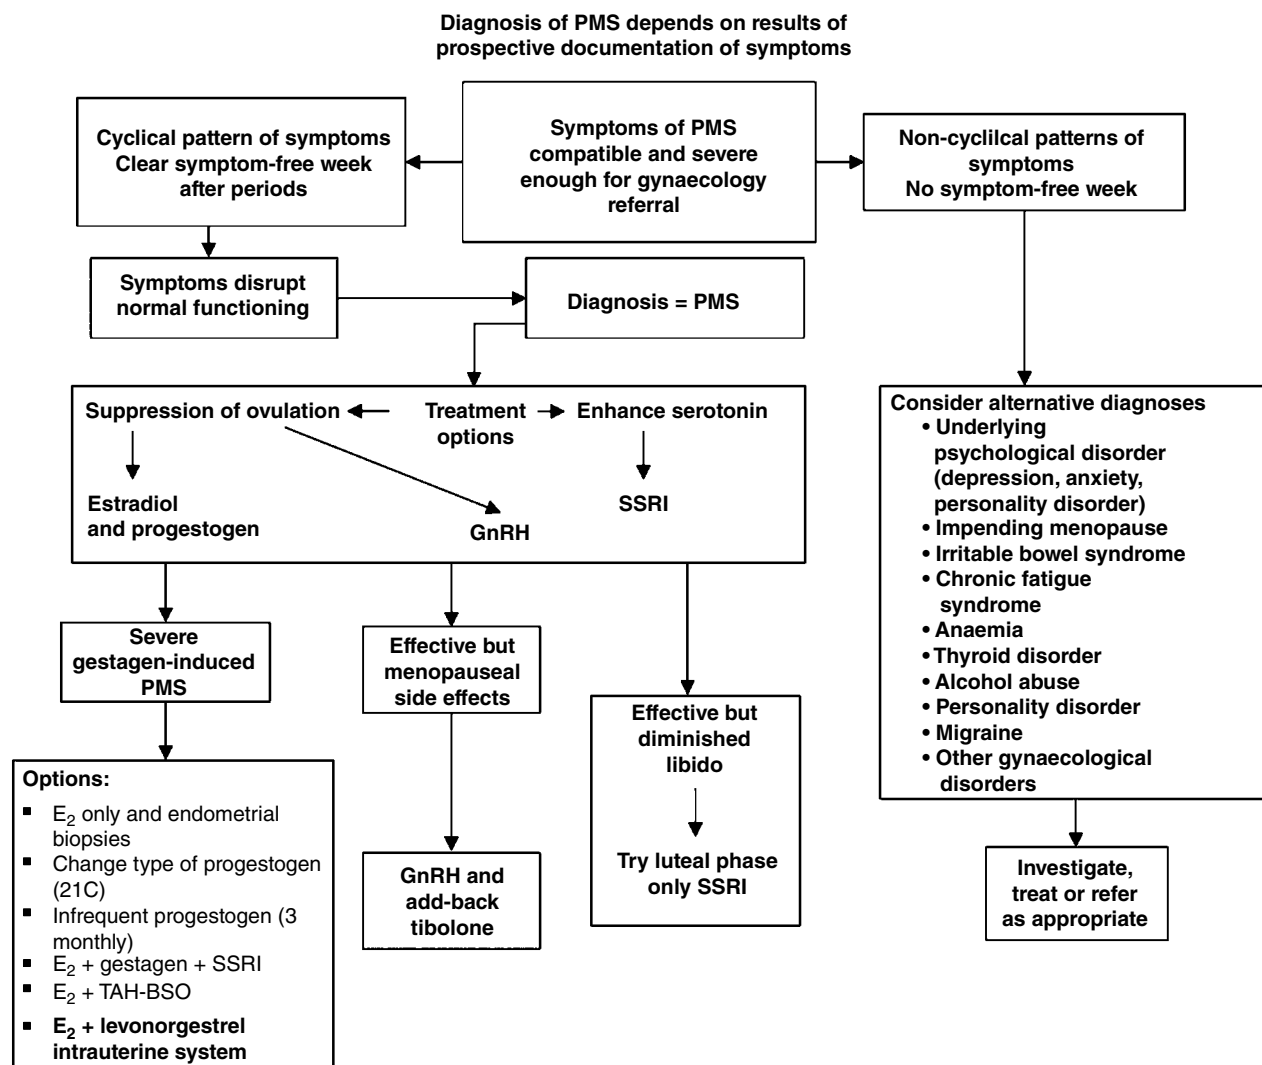 Diagnosis of PMS depends on results of
prospective documentation of symptoms
Cyclical pattern of symptoms
Clear symptom-free week
after periods
Symptoms of PMS
compatible and severe
enough for gynaecology
referral
Non-cyclilcal patterns of
symptoms
No symptom-free week
Symptoms disrupt
normal functioning
Diagnosis = PMS
Suppression of ovulation
Treatment
options
Enhance serotonin
Estradiol
and progestogen
GnRH
SSRI
Consider alternative diagnoses
• Underlying
psychological disorder
(depression, anxiety,
personality disorder)
• Impending menopause
• Irritable bowel syndrome
• Chronic fatigue
syndrome
• Anaemia
• Thyroid disorder
• Alcohol abuse
• Personality disorder
• Migraine
• Other gynaecological
disorders
Severe
gestagen-induced
PMS
Effective but
menopauseal
side effects
Effective but
diminished
libido
Try luteal phase
only SSRI
Options:
▪ E₂ only and endometrial
biopsies
▪ Change type of progestogen
(21C)
▪ Infrequent progestogen (3
monthly)
▪ E₂ + gestagen + SSRI
▪ E₂ + TAH-BSO
▪ E₂ + levonorgestrel
intrauterine system
GnRH and
add-back
tibolone
Investigate,
treat or refer
as appropriate